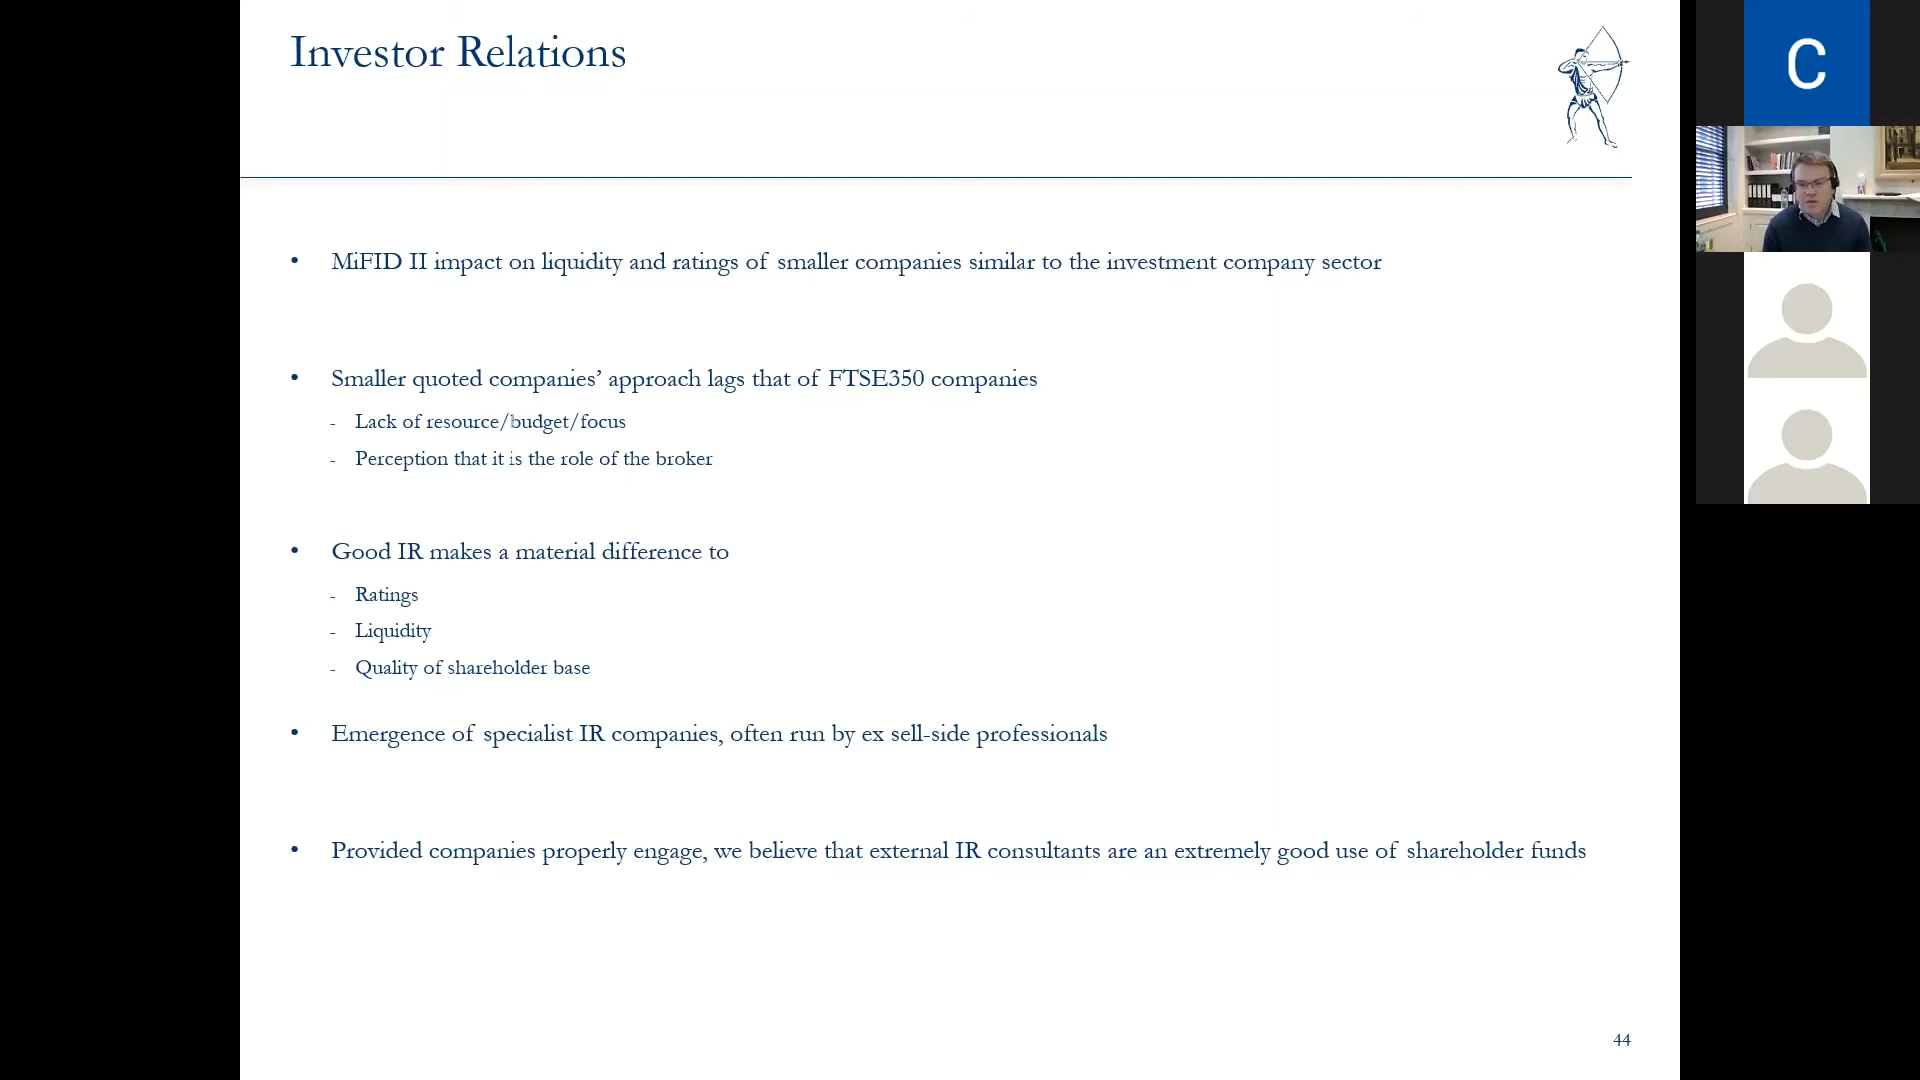 Investor Relations
C
• MiFID II impact on liquidity and ratings of smaller companies similar to the investment company sector
• Smaller quoted companies’ approach lags that of FTSE350 companies
- Lack of resource/budget/focus
- Perception that it is the role of the broker
• Good IR makes a material difference to
- Ratings
- Liquidity
- Quality of shareholder base
• Emergence of specialist IR companies, often run by ex sell-side professionals
• Provided companies properly engage, we believe that external IR consultants are an extremely good use of shareholder funds
44